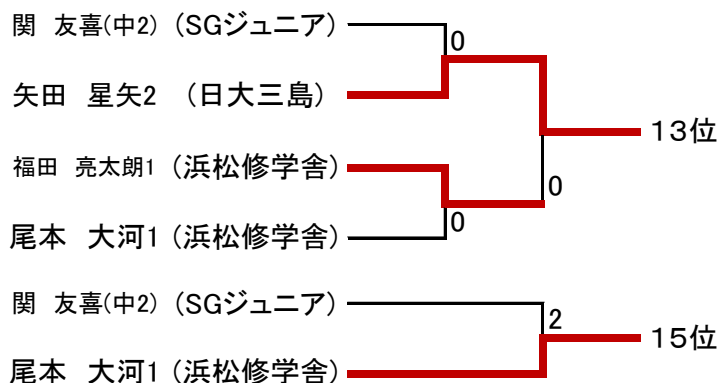 関 友喜(中2) (SGジュニア)
0
矢田 星矢2 (日大三島)
13位
福田 亮太朗1 (浜松修学舎)
0
0
尾本 大河1 (浜松修学舎)
関 友喜(中2) (SGジュニア)
2
15位
尾本 大河1 (浜松修学舎)